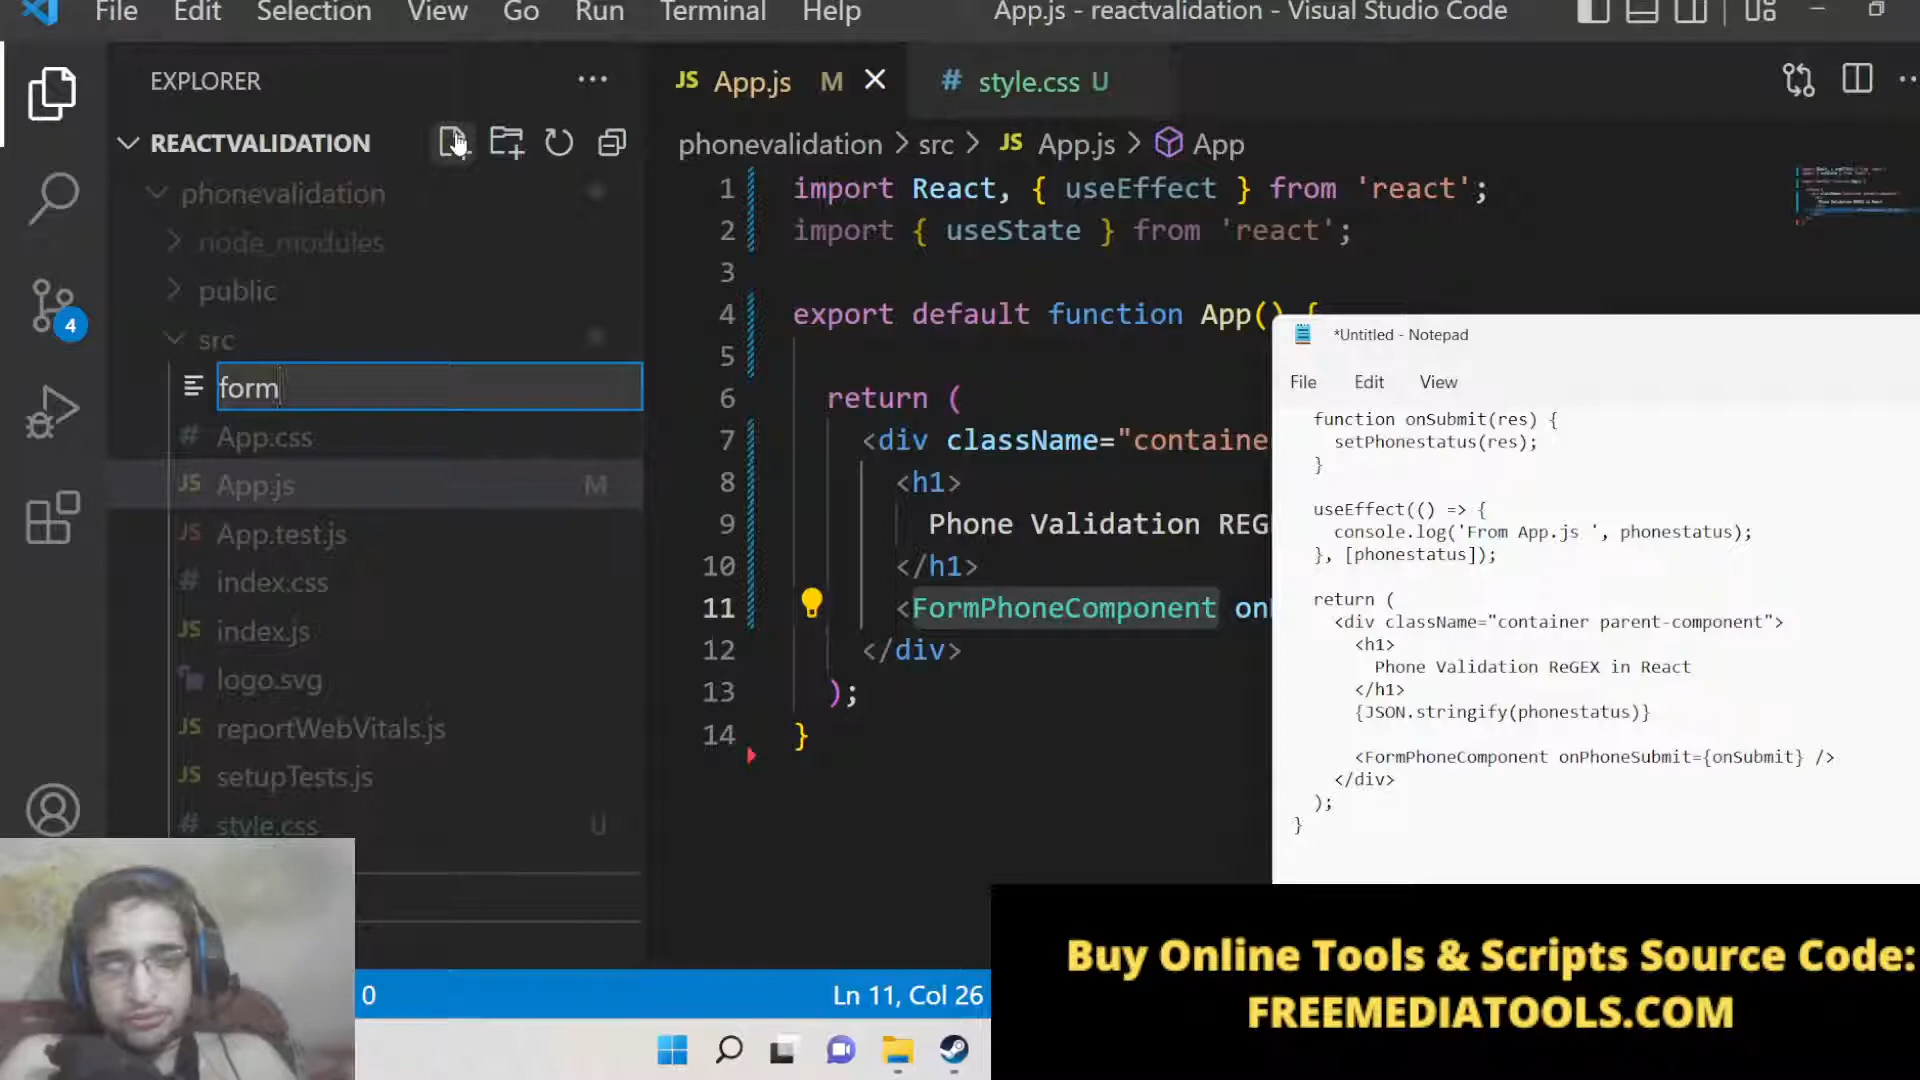 File Edit Selection View Go Run Terminal Help App.js - reactvalidation - Visual Studio Code
EXPLORER
REACTVALIDATION
phonevalidation
node_modules
public
src
form
App.css
App.js M
App.test.js
index.css
index.js
logo.svg
reportWebVitals.js
setupTests.js
style.css U
4
JS App.js M
# style.css U
phonevalidation > src > JS App.js > App
1 import React, { useEffect } from 'react';
2 import { useState } from 'react';
3
4 export default function App() {
5
6 return (
7 <div className="containe
8 <h1>
9 Phone Validation REG
10 </h1>
11 <FormPhoneComponent on
12 </div>
13 );
14 }
*Untitled - Notepad
File Edit View
function onSubmit(res) {
setPhonestatus(res);
}
useEffect(() => {
console.log('From App.js ', phonestatus);
}, [phonestatus]);
return (
<div className="container parent-component">
<h1>
Phone Validation ReGEX in React
</h1>
{JSON.stringify(phonestatus)}
<FormPhoneComponent onPhoneSubmit={onSubmit} />
</div>
);
}
0 Ln 11, Col 26
Buy Online Tools & Scripts Source Code:
FREEMEDIATOOLS.COM